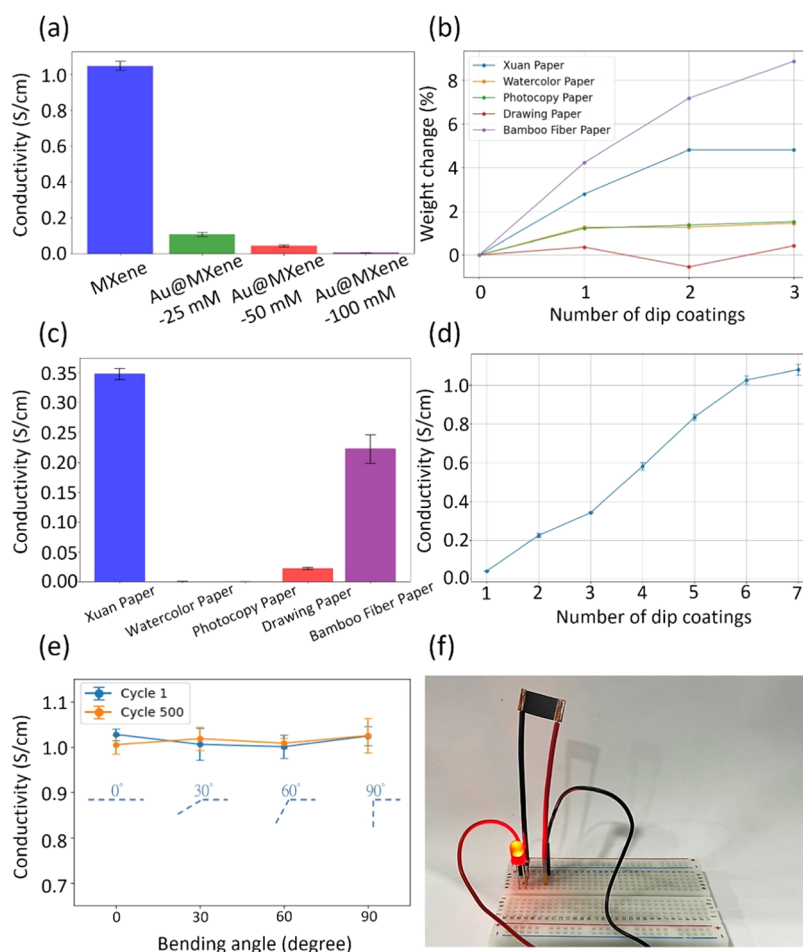 (a)
Conductivity (S/cm)
1.0
0.8
0.6
0.4
0.2
0.0
MXene
Au@MXene
-25 mM
Au@MXene
-50 mM
Au@MXene
-100 mM
(b)
Weight change (%)
8
6
4
2
0
Xuan Paper
Watercolor Paper
Photocopy Paper
Drawing Paper
Bamboo Fiber Paper
0 1 2 3
Number of dip coatings
(c)
Conductivity (S/cm)
0.35
0.30
0.25
0.20
0.15
0.10
0.05
0.00
Xuan Paper
Watercolor Paper
Photocopy Paper
Drawing Paper
Bamboo Fiber Paper
(d)
Conductivity (S/cm)
1.0
0.8
0.6
0.4
0.2
0.0
1 2 3 4 5 6 7
Number of dip coatings
(e)
Conductivity (S/cm)
1.1
1.0
0.9
0.8
0.7
Cycle 1
Cycle 500
0° 30° 60° 90°
0 30 60 90
Bending angle (degree)
(f)